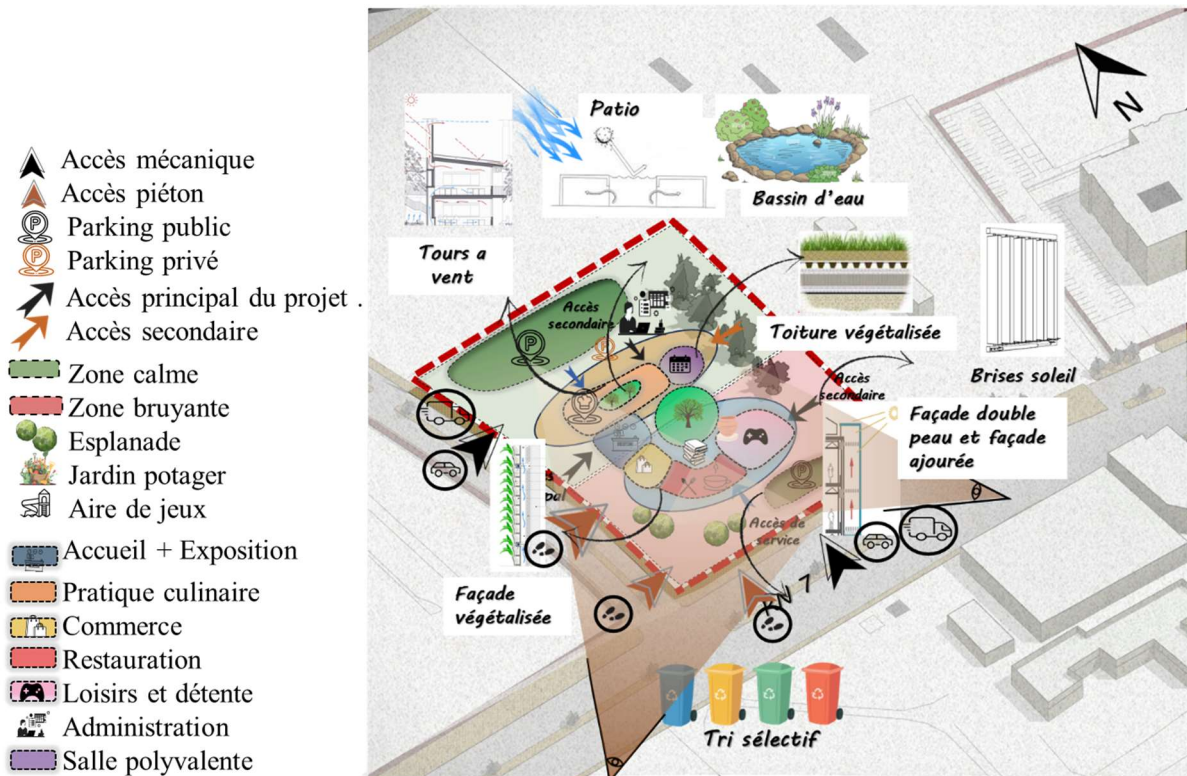 Accès mécanique
Accès piéton
Parking public
Parking privé
Accès principal du projet .
Accès secondaire
Zone calme
Zone bruyante
Esplanade
Jardin potager
Aire de jeux
Accueil + Exposition
Pratique culinaire
Commerce
Restauration
Loisirs et détente
Administration
Salle polyvalente
N
Patio
Bassin d'eau
Tours a
vent
Accès
secondaire
P
P
Toiture végétalisée
Brises soleil
Accès
secondaire
Façade double
peau et façade
ajourée
P
Accès de
service
Façade
végétalisée
N 7
Tri sélectif